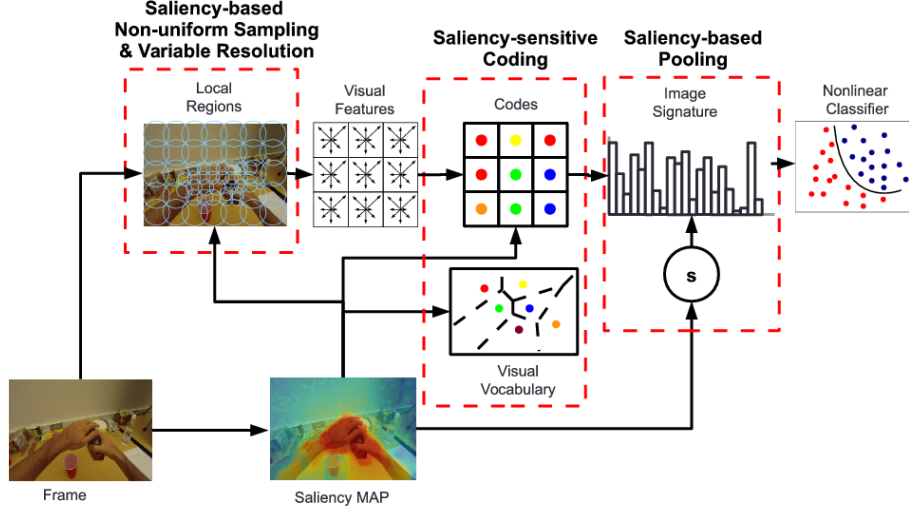 Saliency-based
Non-uniform Sampling
& Variable Resolution
Saliency-sensitive
Coding
Saliency-based
Pooling
Local
Regions
Visual
Features
Codes
Image
Signature
Nonlinear
Classifier
s
Visual
Vocabulary
Frame
Saliency MAP